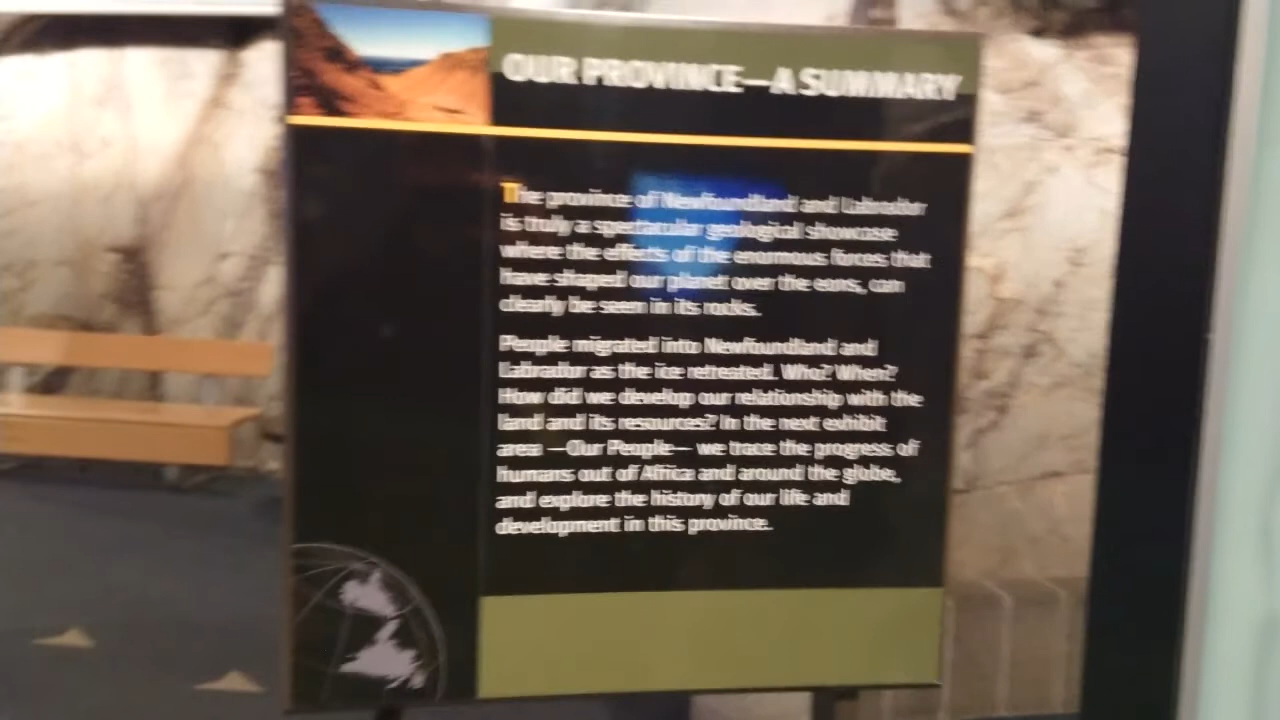 OUR PROVINCE—A SUMMARY
The province of Newfoundland and Labrador
is truly a spectacular geological showcase
where the effects of the enormous forces that
have shaped our planet over the eons, can
clearly be seen in its rocks.
People migrated into Newfoundland and
Labrador as the ice retreated. Who? When?
How did we develop our relationship with the
land and its resources? In the next exhibit
area —Our People— we trace the progress of
humans out of Africa and around the globe,
and explore the history of our life and
development in this province.